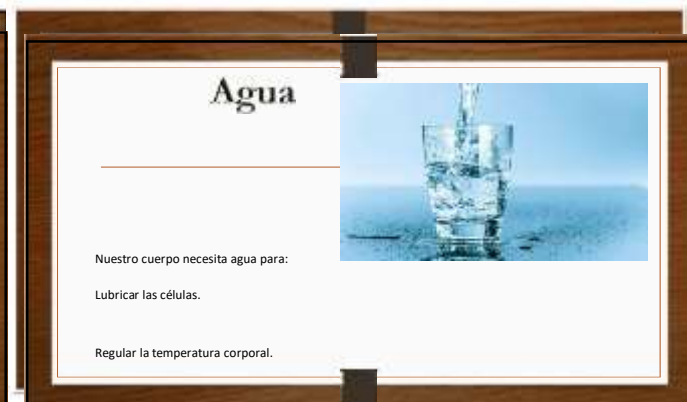 Agua
Nuestro cuerpo necesita agua para:
Lubricar las células.
Regular la temperatura corporal.